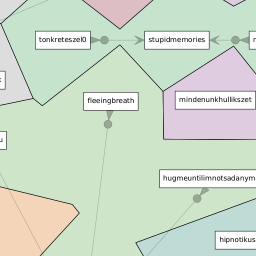 tonkreteszel0 stupidmemories
fleeingbreath
mindenunkhullikszet
hugmeuntilimnotsadanym
hipnotikus